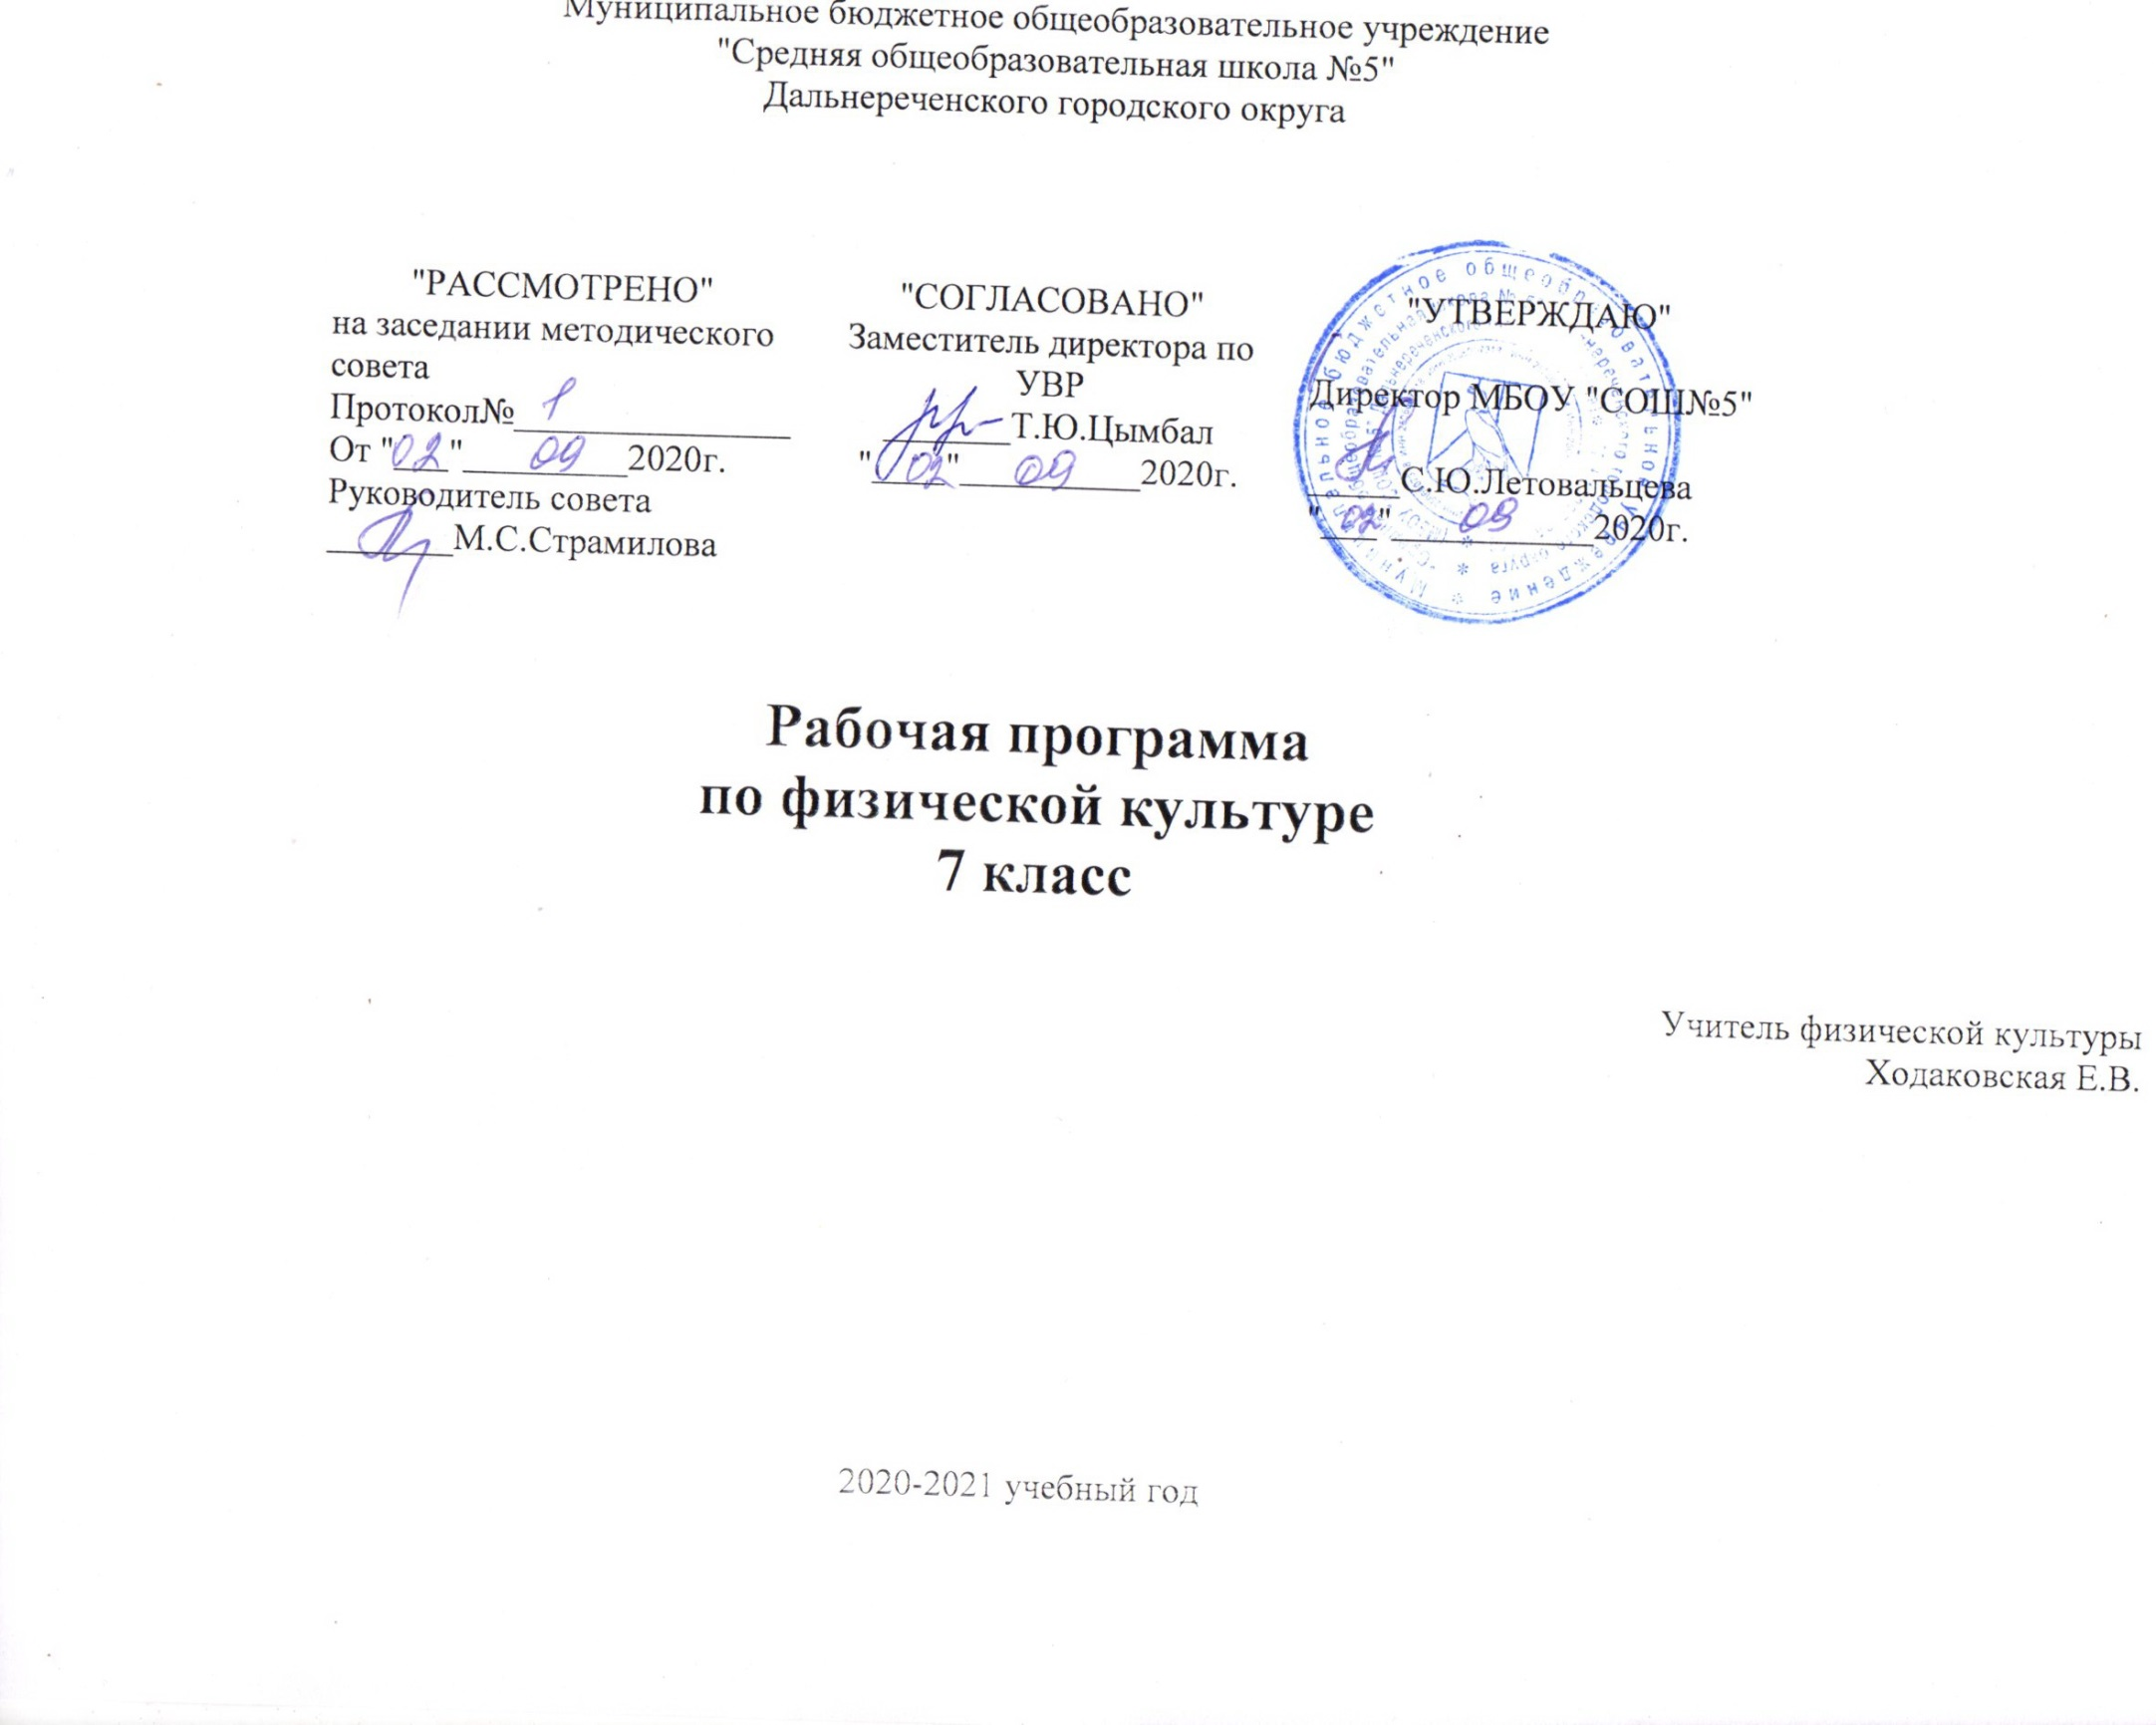 Муниципальное бюджетное общеобразовательное учреждение
"Средняя общеобразовательная школа №5"
Дальнереченского городского округа
"РАССМОТРЕНО"
на заседании методического
совета
Протокол№ 1
От "02" 09 2020г.
Руководитель совета
М.С.Страмилова
"СОГЛАСОВАНО"
Заместитель директора по
УВР
Т.Ю.Цымбал
"02" 09 2020г.
"УТВЕРЖДАЮ"
Директор МБОУ "СОШ№5"
С.Ю.Летовальцева
"02" 09 2020г.
Рабочая программа
по физической культуре
7 класс
Учитель физической культуры
Ходаковская Е.В.
2020-2021 учебный год